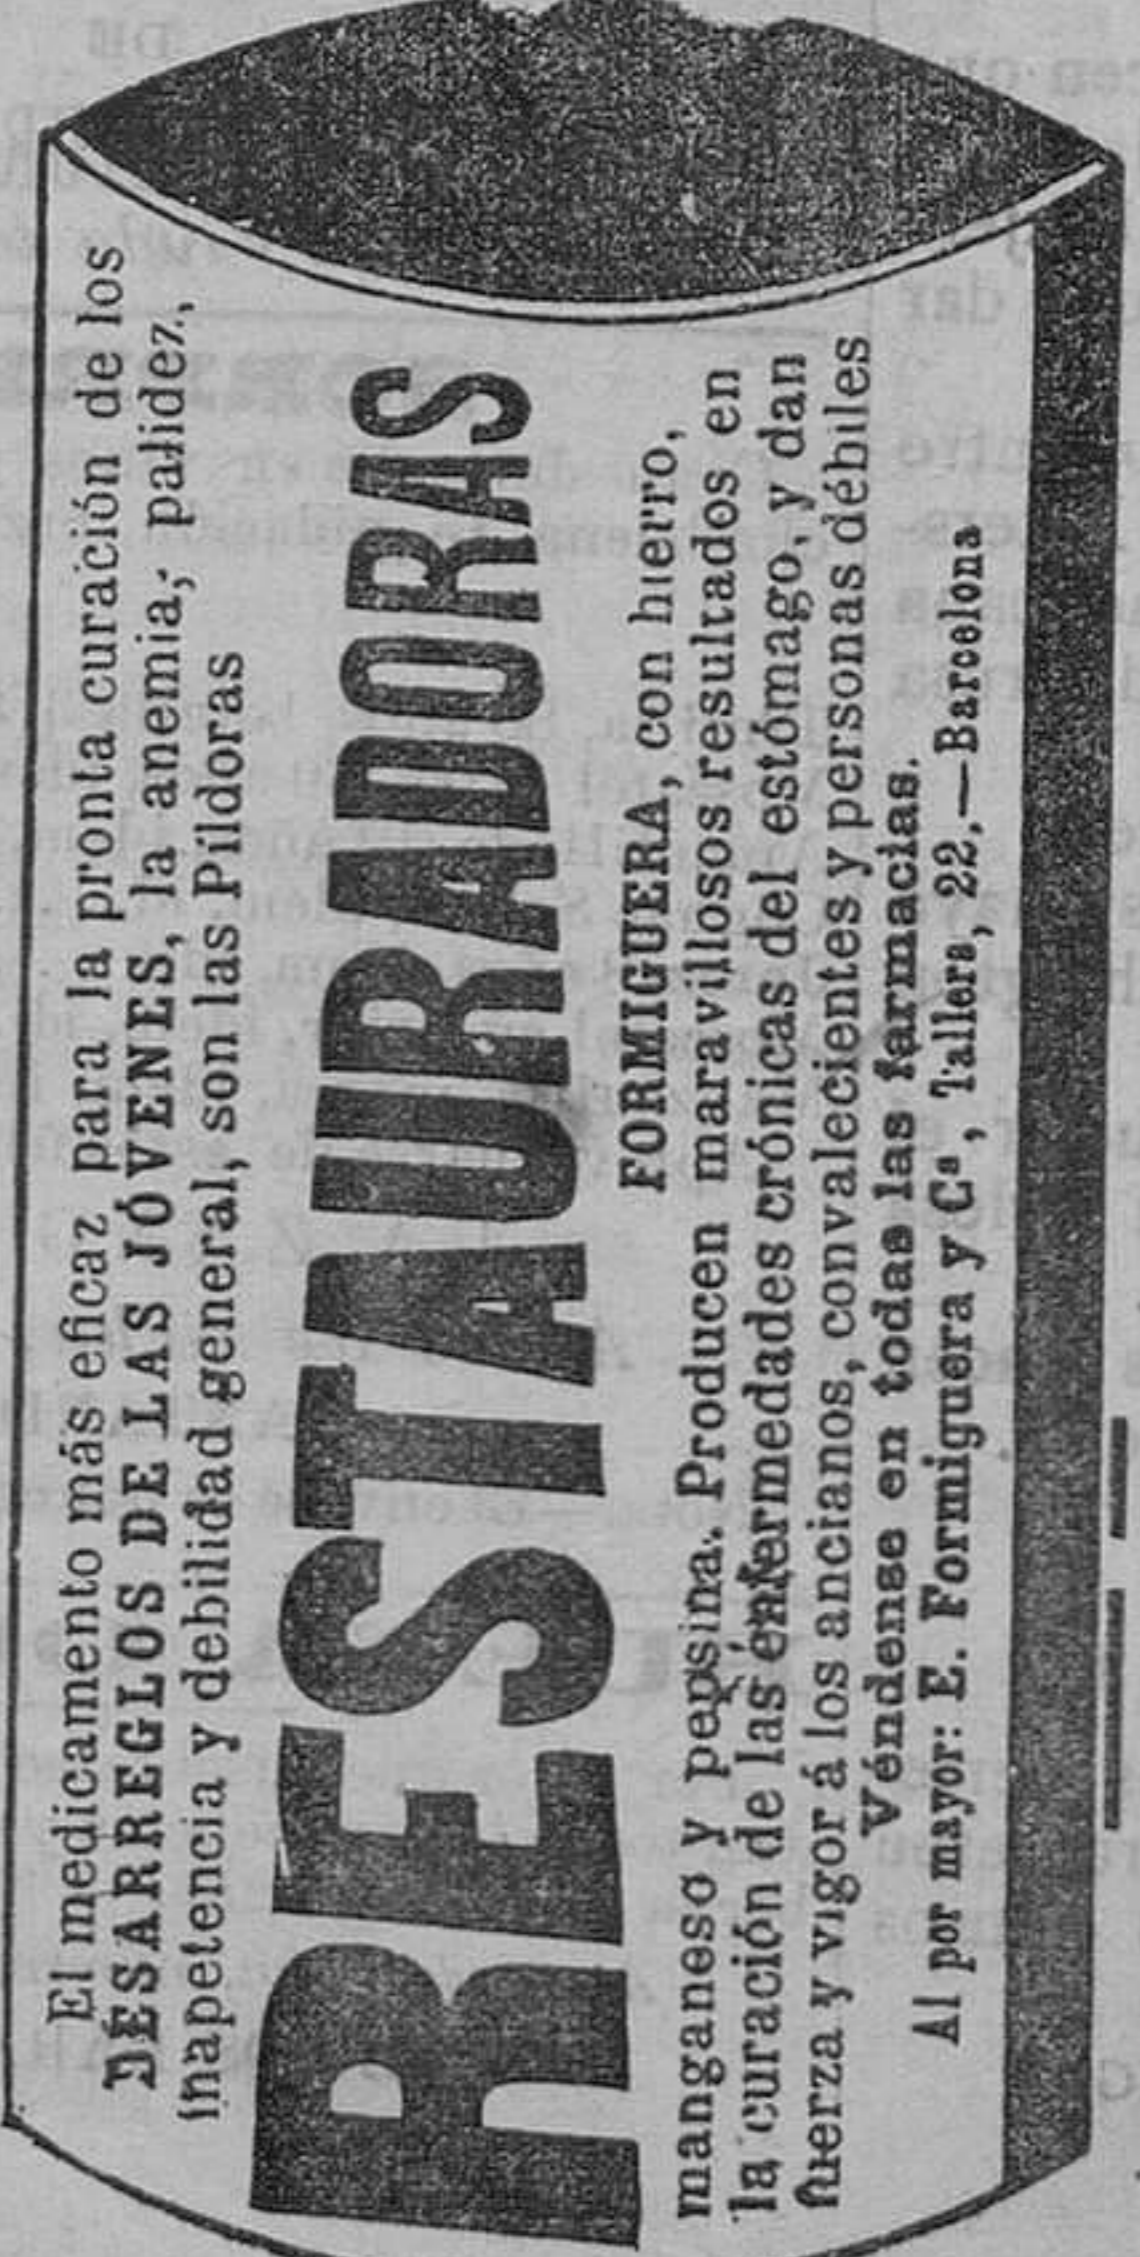 El medicamento más eficaz para la pronta curación de los
DESARREGLOS DE LAS JÓVENES, la anemia, palidez,
inapetencia y debilidad general, son las Pildoras
RESTAURADORAS
FORMIGUERA, con hierro,
manganeso y pepsina. Producen maravillosos resultados en
la curación de las enfermedades crónicas del estómago, y dan
fuerza y vigor á los ancianos, convalecientes y personas débiles
Véndense en todas las farmacias.
Al por mayor: E. Formiguera y Cª, Tallers, 22.—Barcelona